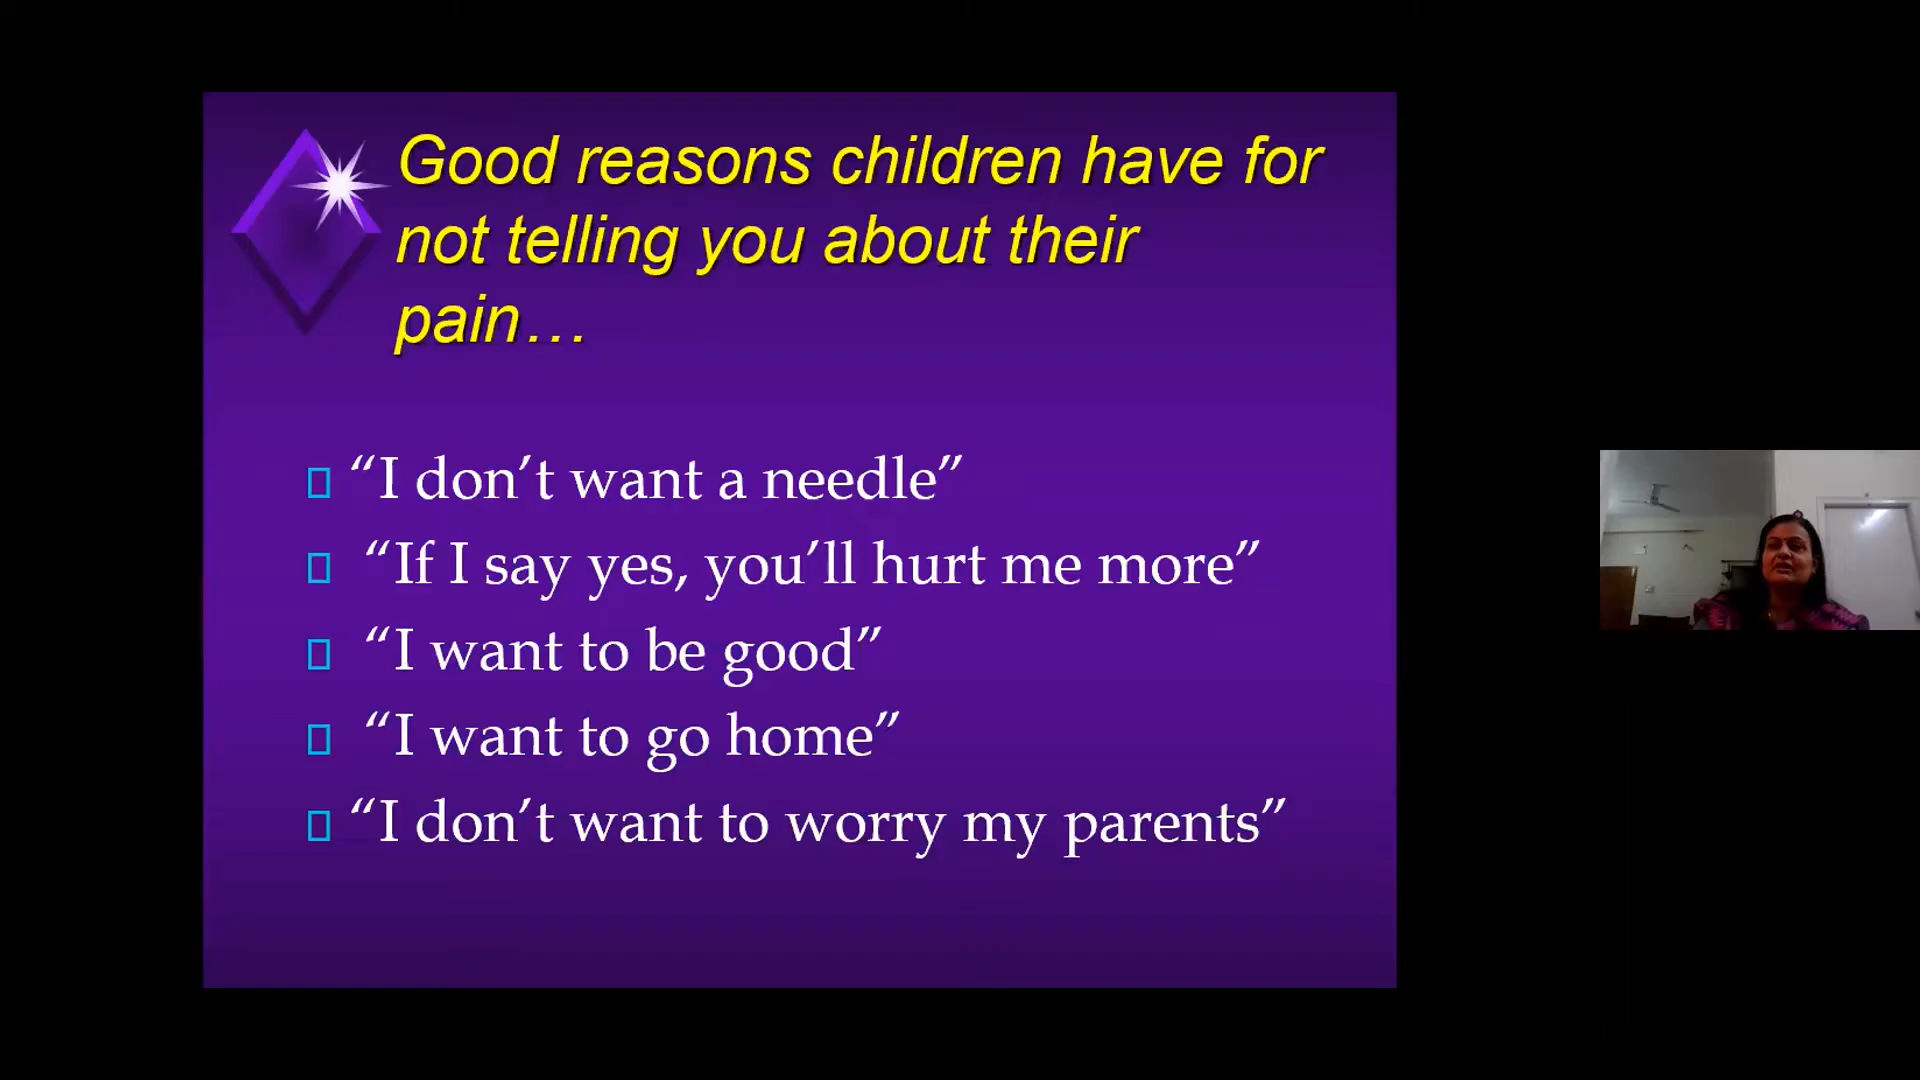 Good reasons children have for
not telling you about their
pain…
“I don’t want a needle”
“If I say yes, you’ll hurt me more”
“I want to be good”
“I want to go home”
“I don’t want to worry my parents”